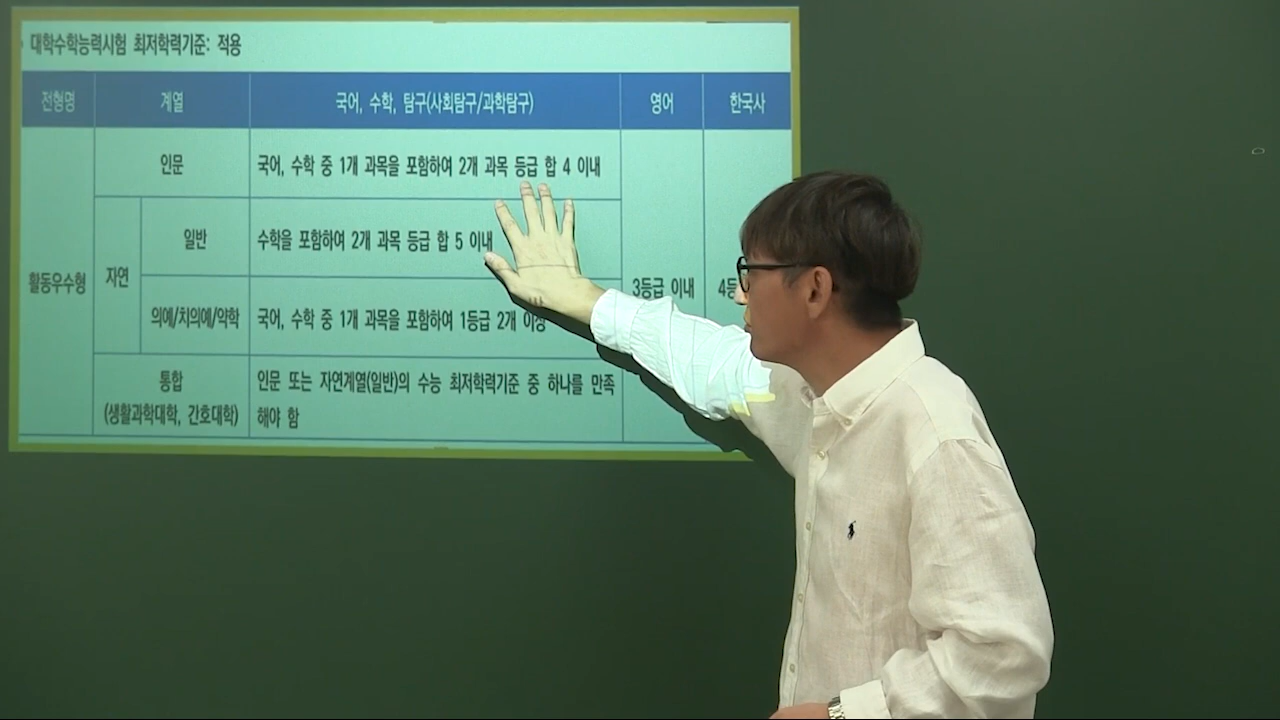 대학수학능력시험 최저학력기준: 적용
전형명 계열 국어, 수학, 탐구(사회탐구/과학탐구) 영어 한국사
인문 국어, 수학 중 1개 과목을 포함하여 2개 과목 등급 합 4 이내
일반 수학을 포함하여 2개 과목 등급 합 5 이내
활동우수형 자연 3등급 이내 4등
의예/치의예/약학 국어, 수학 중 1개 과목을 포함하여 1등급 2개 이상
통합 인문 또는 자연계열(일반)의 수능 최저학력기준 중 하나를 만족
(생활과학대학, 간호대학) 해야 함